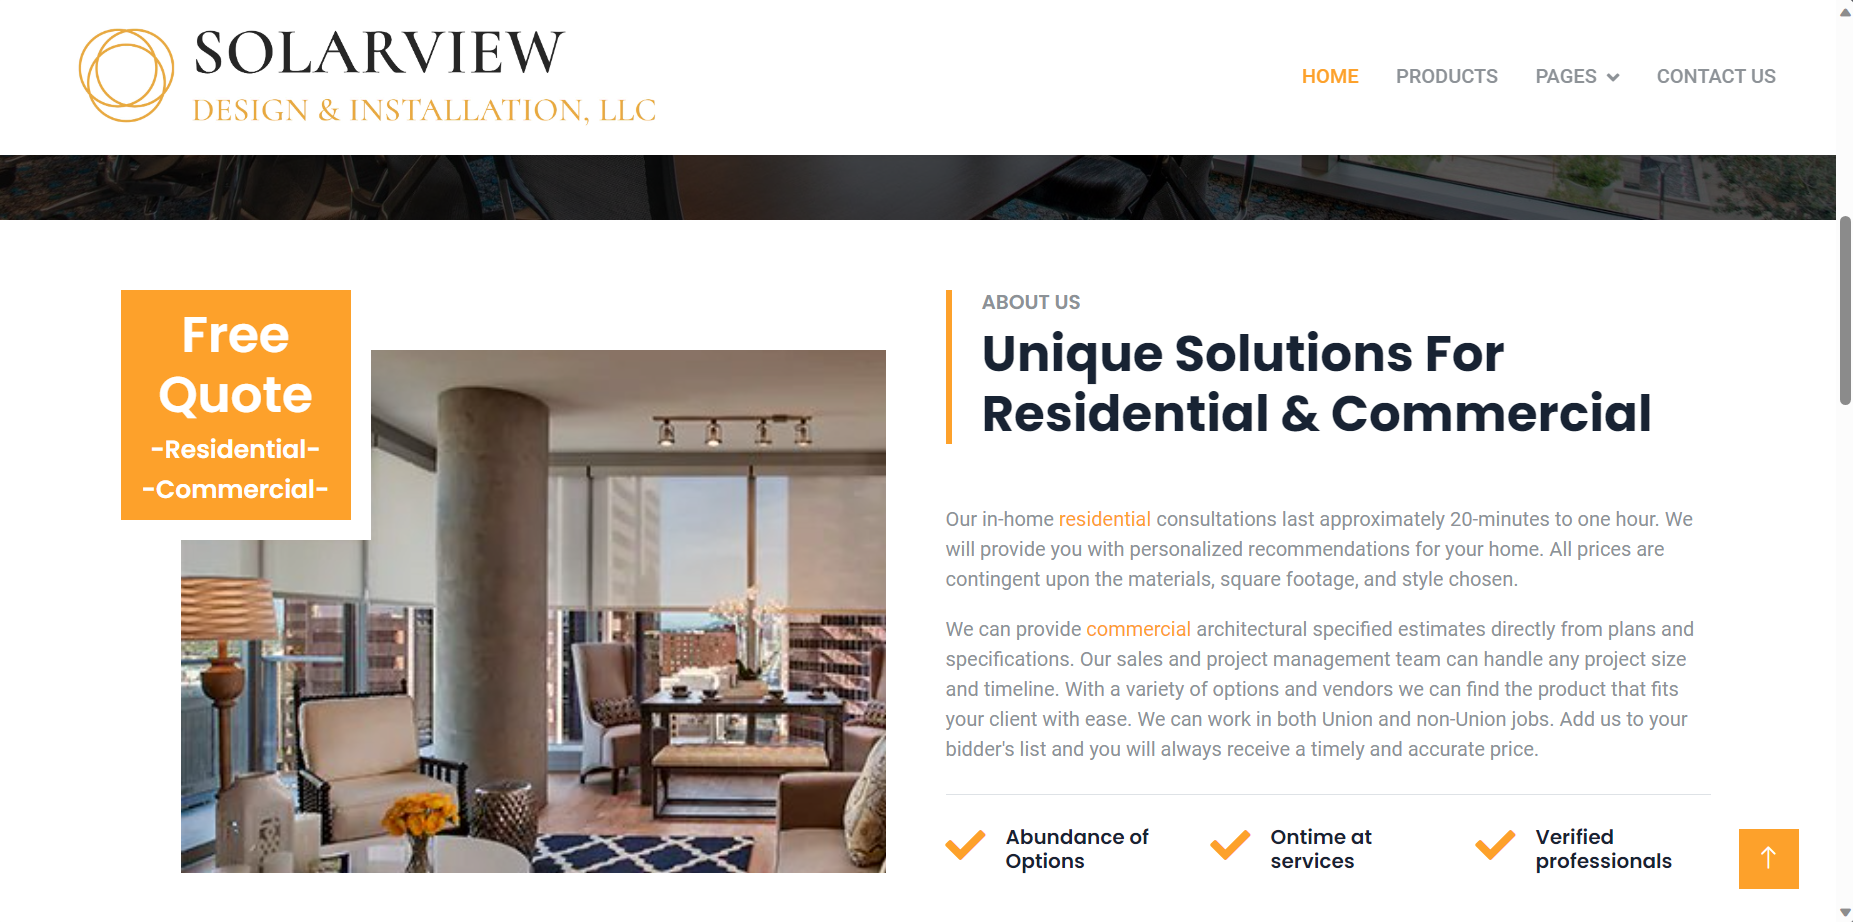 SOLARVIEW
DESIGN & INSTALLATION, LLC
HOME
PRODUCTS
PAGES
CONTACT US
Free
Quote
-Residential-
-Commercial-
ABOUT US
Unique Solutions For
Residential & Commercial
Our in-home residential consultations last approximately 20-minutes to one hour. We
will provide you with personalized recommendations for your home. All prices are
contingent upon the materials, square footage, and style chosen.
We can provide commercial architectural specified estimates directly from plans and
specifications. Our sales and project management team can handle any project size
and timeline. With a variety of options and vendors we can find the product that fits
your client with ease. We can work in both Union and non-Union jobs. Add us to your
bidder's list and you will always receive a timely and accurate price.
Abundance of
Options
Ontime at
services
Verified
professionals